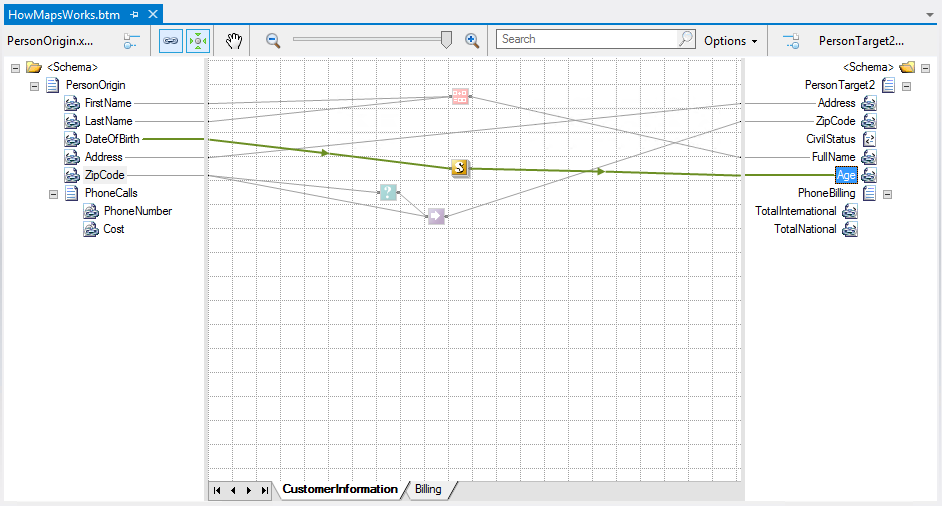 HowMapsWorks.btm
PersonOrigin.x...
Search
Options
PersonTarget2...
<Schema>
PersonOrigin
FirstName
LastName
DateOfBirth
Address
ZipCode
PhoneCalls
PhoneNumber
Cost
<Schema>
PersonTarget2
Address
ZipCode
CivilStatus
FullName
Age
PhoneBilling
TotalInternational
TotalNational
CustomerInformation
Billing